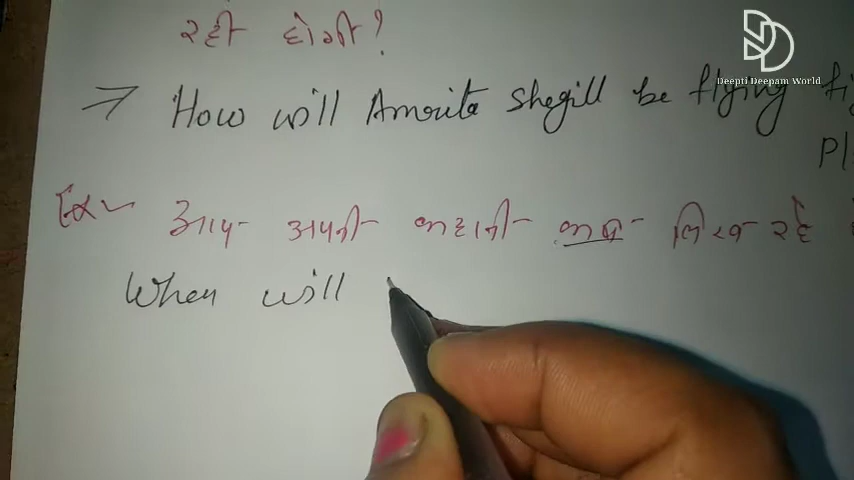 रही होगी?
Deepti Deepam World
⇒ How will Amrita Shegill be flying
Pl
Ex- आप अपनी कहानी कब लिख रहे
When will